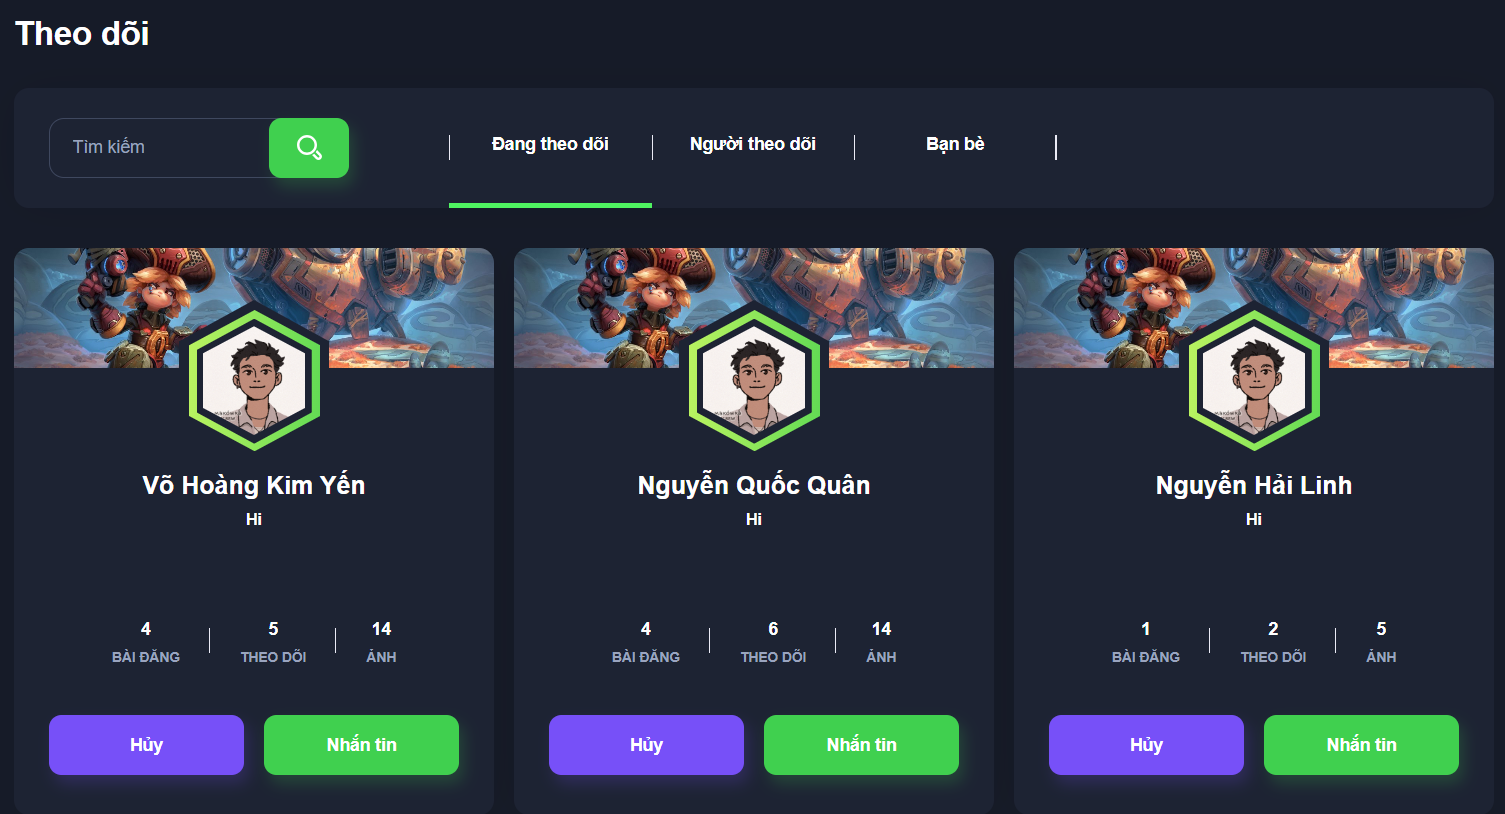 Theo dõi
Tìm kiếm
Đang theo dõi
Người theo dõi
Bạn bè
Võ Hoàng Kim Yến
Hi
4 5 14
BÀI ĐĂNG THEO DÕI ẢNH
Hủy Nhắn tin
Nguyễn Quốc Quân
Hi
4 6 14
BÀI ĐĂNG THEO DÕI ẢNH
Hủy Nhắn tin
Nguyễn Hải Linh
Hi
1 2 5
BÀI ĐĂNG THEO DÕI ẢNH
Hủy Nhắn tin